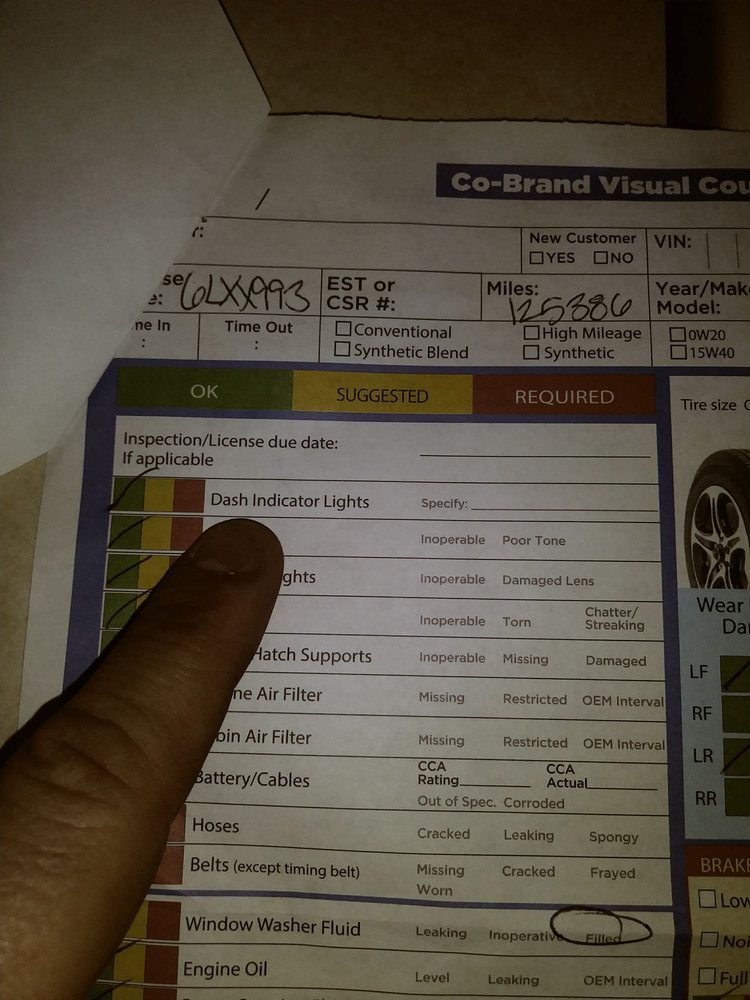 Co-Brand Visual Cou
New Customer
YES NO
VIN:
6LXX993
EST or
CSR #:
Miles:
125386
Year/Mak
Model:
me In
:
Time Out
:
Conventional
Synthetic Blend
High Mileage
Synthetic
0W20
15W40
OK SUGGESTED REQUIRED
Tire size
Inspection/License due date:
If applicable
Dash Indicator Lights Specify:
Inoperable Poor Tone
ghts Inoperable Damaged Lens
Inoperable Torn Chatter/
Streaking
Hatch Supports Inoperable Missing Damaged
ne Air Filter Missing Restricted OEM Interval
bin Air Filter Missing Restricted OEM Interval
Battery/Cables CCA
Rating CCA
Actual
Out of Spec. Corroded
Hoses Cracked Leaking Spongy
Belts (except timing belt) Missing Cracked Frayed
Worn
Window Washer Fluid Leaking Inoperative Filled
Engine Oil Level Leaking OEM Interval
Wear
Da
LF
RF
LR
RR
BRAKE
Low
Noi
Full